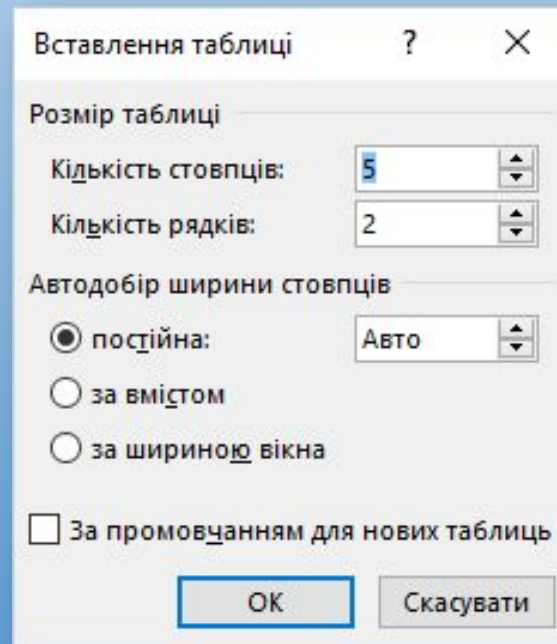 Вставлення таблиці ? ×
Розмір таблиці
Кількість стовпців: 5
Кількість рядків: 2
Автодобір ширини стовпців
постійна: Авто
за вмістом
за шириною вікна
За промовчанням для нових таблиць
ОК Скасувати